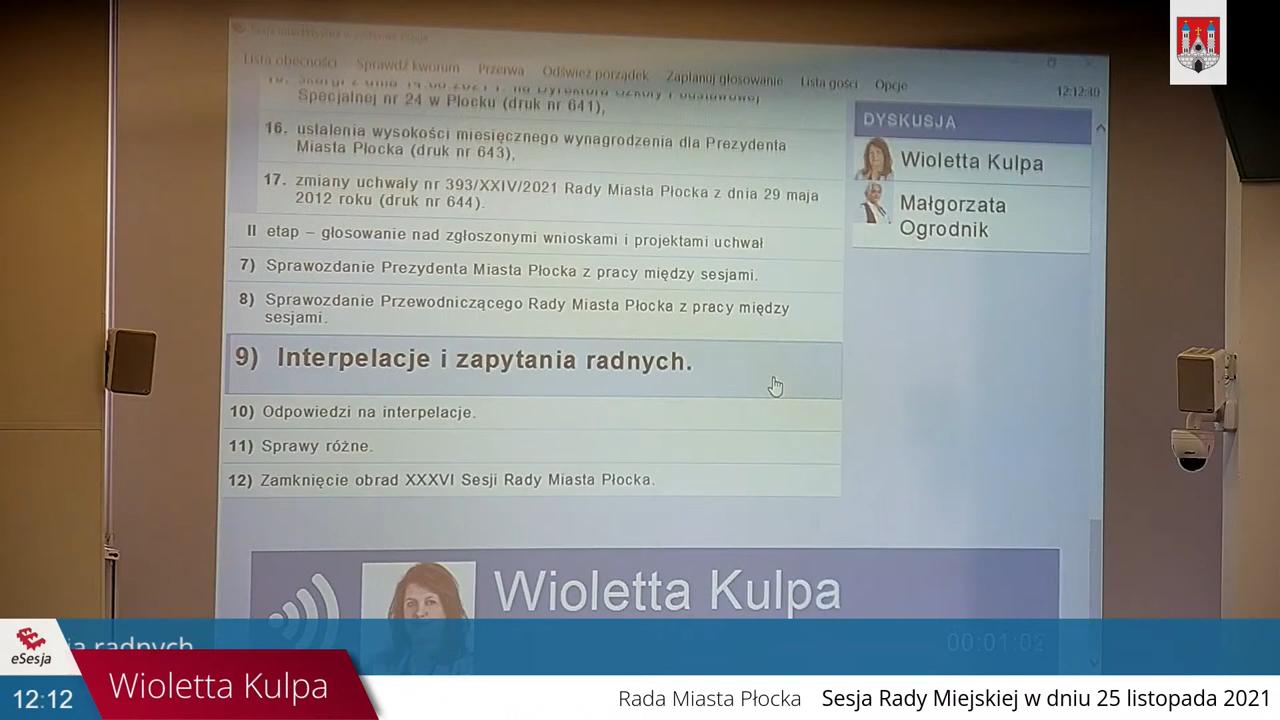 Lista obecności Sprawdź kworum Przerwa Odśwież porządek Zaplanuj głosowanie Lista gości Opcje 12:12:
Specjalnej nr 24 w Płocku (druk nr 641),
16. ustalenia wysokości miesięcznego wynagrodzenia dla Prezydenta
Miasta Płocka (druk nr 643),
17. zmiany uchwały nr 393/XXIV/2021 Rady Miasta Płocka z dnia 29 maja
2012 roku (druk nr 644).
II etap – głosowanie nad zgłoszonymi wnioskami i projektami uchwał
7) Sprawozdanie Prezydenta Miasta Płocka z pracy między sesjami.
8) Sprawozdanie Przewodniczącego Rady Miasta Płocka z pracy między
sesjami.
9) Interpelacje i zapytania radnych.
10) Odpowiedzi na interpelacje.
11) Sprawy różne.
12) Zamknięcie obrad XXXVI Sesji Rady Miasta Płocka.
DYSKUSJA
Wioletta Kulpa
Małgorzata
Ogrodnik
Wioletta Kulpa
radnych
eSesja
12:12
Wioletta Kulpa
Rada Miasta Płocka Sesja Rady Miejskiej w dniu 25 listopada 2021